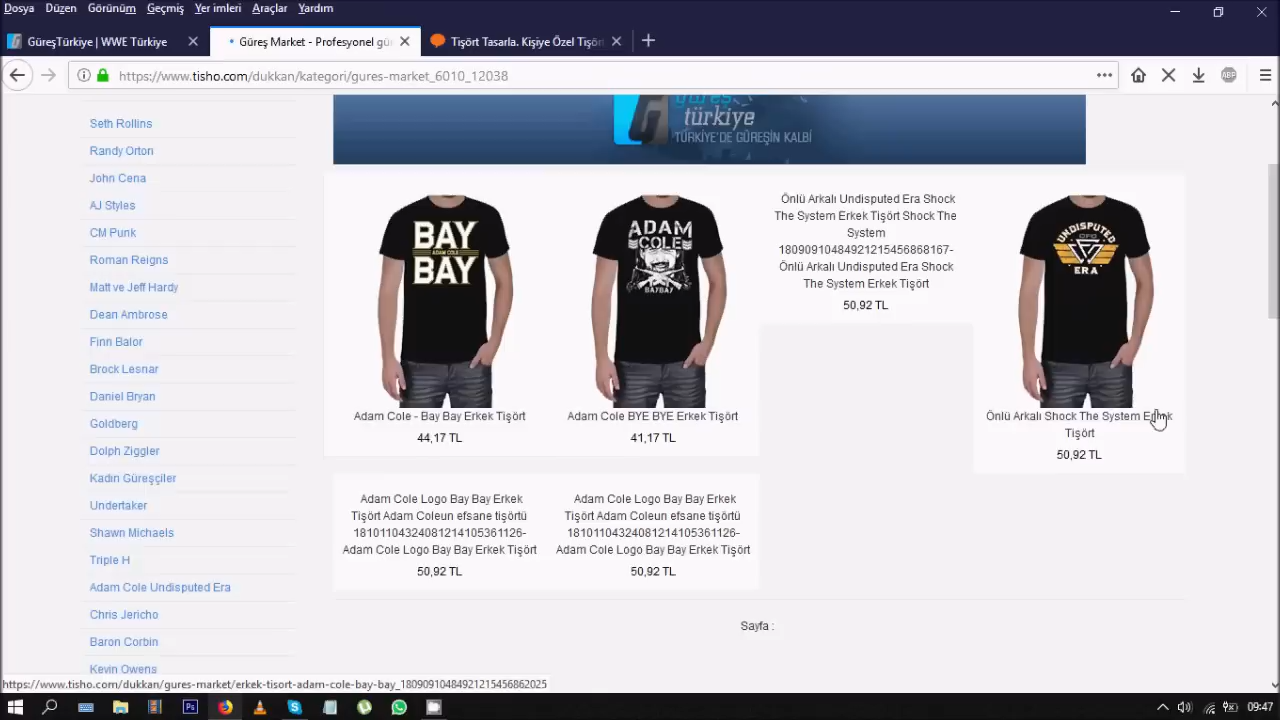 Dosya Düzen Görünüm Geçmiş Yer imleri Araçlar Yardım
GüreşTürkiye | WWE Türkiye
Güreş Market - Profesyonel gü
Tişört Tasarla. Kişiye Özel Tişört
https://www.tisho.com/dukkan/kategori/gures-market_6010_12038
ABP
güreş
türkiye
TÜRKİYE'DE GÜREŞİN KALBİ
Seth Rollins
Randy Orton
John Cena
AJ Styles
CM Punk
Roman Reigns
Matt ve Jeff Hardy
Dean Ambrose
Finn Balor
Brock Lesnar
Daniel Bryan
Goldberg
Dolph Ziggler
Kadın Güreşçiler
Undertaker
Shawn Michaels
Triple H
Adam Cole Undisputed Era
Chris Jericho
Baron Corbin
Kevin Owens
BAY
ADAM COLE
BAY
Adam Cole - Bay Bay Erkek Tişört
44,17 TL
ADAM
COLE
BAYBAY
Adam Cole BYE BYE Erkek Tişört
41,17 TL
Önlü Arkalı Undisputed Era Shock
The System Erkek Tişört Shock The
System
18090910484921215456868167-
Önlü Arkalı Undisputed Era Shock
The System Erkek Tişört
50,92 TL
UNDISPUTED
ERA
Önlü Arkalı Shock The System Erkek
Tişört
50,92 TL
Adam Cole Logo Bay Bay Erkek
Tişört Adam Coleun efsane tişörtü
18101104324081214105361126-
Adam Cole Logo Bay Bay Erkek Tişört
50,92 TL
Adam Cole Logo Bay Bay Erkek
Tişört Adam Coleun efsane tişörtü
18101104324081214105361126-
Adam Cole Logo Bay Bay Erkek Tişört
50,92 TL
Sayfa :
https://www.tisho.com/dukkan/gures-market/erkek-tisort-adam-cole-bay-bay_18090910484921215456862025
09:47